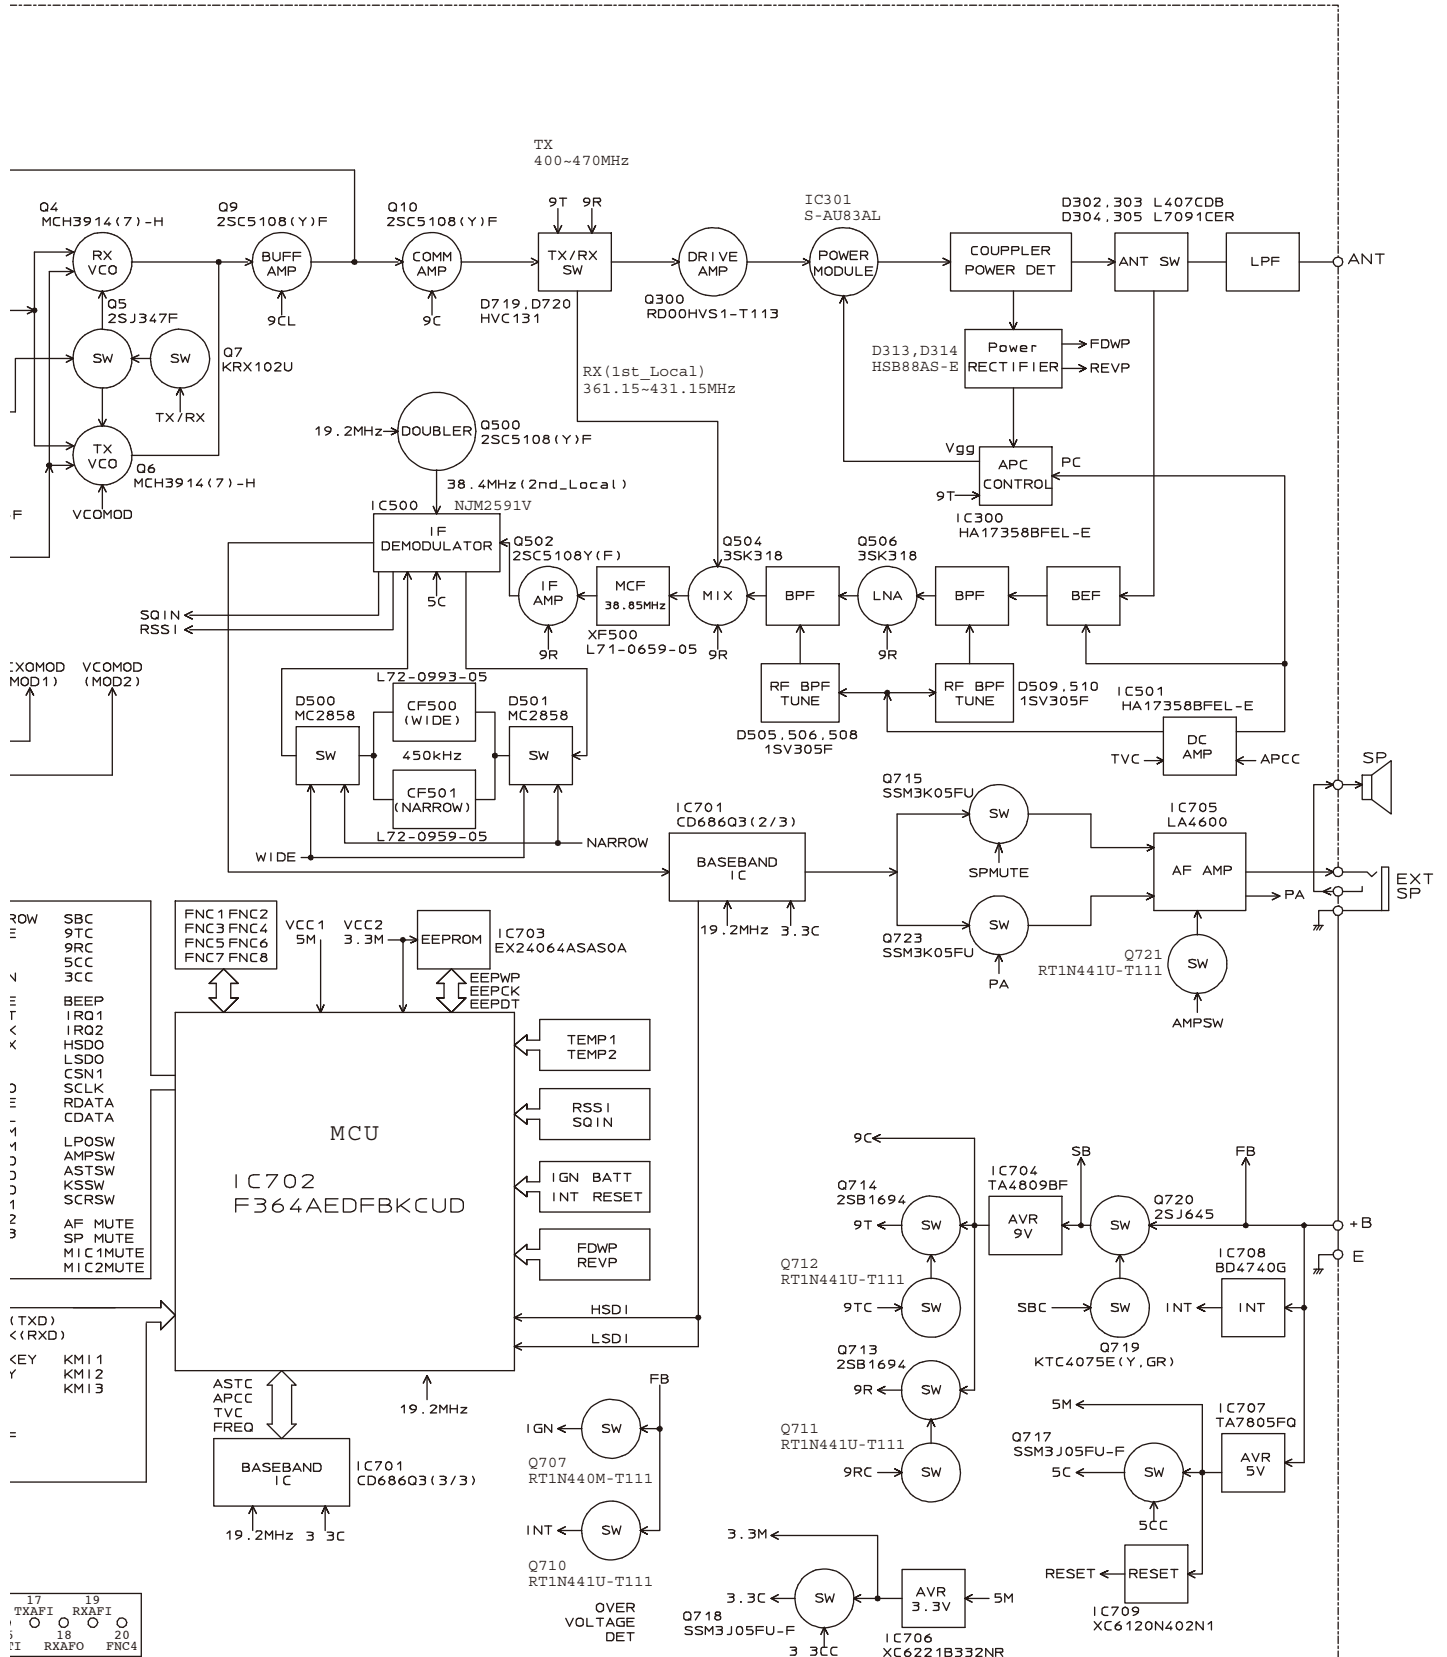 TX
400~470MHz
Q4
MCH3914(7)-H
Q9
2SC5108(Y)F
Q10
2SC5108(Y)F
9T 9R
IC301
S-AU83AL
D302,303 L407CDB
D304,305 L7091CER
RX
VCO
BUFF
AMP
COMM
AMP
TX/RX
SW
DRIVE
AMP
POWER
MODULE
COUPPLER
POWER DET
ANT SW
LPF
ANT
Q5
2SJ347F
9CL
9C
D719,D720
HVC131
Q300
RD00HVS1-T113
SW
SW
Q7
KRX102U
D313,D314
HSB88AS-E
Power
RECTIFIER
FDWP
REVP
RX(1st_Local)
361.15~431.15MHz
TX/RX
19.2MHz
DOUBLER
Q500
2SC5108(Y)F
TX
VCO
Q6
MCH3914(7)-H
Vgg
APC
CONTROL
PC
9T
38.4MHz(2nd_Local)
VCOMOD
IC500
NJM2591V
IC300
HA17358BFEL-E
IF
DEMODULATOR
Q502
2SC5108Y(F)
Q504
3SK318
Q506
3SK318
5C
IF
AMP
MCF
38.85MHz
MIX
BPF
LNA
BPF
BEF
SQIN
RSSI
XF500
L71-0659-05
9R
9R
9R
VCOMOD
(MOD2)
L72-0993-05
RF BPF
TUNE
RF BPF
TUNE
D509,510
1SV305F
IC501
HA17358BFEL-E
D500
MC2858
CF500
(WIDE)
D501
MC2858
D505,506,508
1SV305F
SW
450kHz
SW
DC
AMP
TVC
APCC
SP
CF501
(NARROW)
L72-0959-05
Q715
SSM3K05FU
IC701
CD686Q3(2/3)
SW
IC705
LA4600
NARROW
WIDE
BASEBAND
IC
SPMUTE
AF AMP
EXT
SP
PA
19.2MHz 3.3C
Q723
SSM3K05FU
SW
PA
Q721
RT1N441U-T111
SW
AMPSW
FNC1 FNC2
FNC3 FNC4
FNC5 FNC6
FNC7 FNC8
VCC1
5M
VCC2
3.3M
EEPROM
IC703
EX24064ASAS0A
EEPWP
EEPCK
EEPDT
SBC
9TC
9RC
5CC
3CC
BEEP
IRQ1
IRQ2
HSDO
LSDO
CSN1
SCLK
RDATA
CDATA
LPOSW
AMPSW
ASTSW
KSSW
SCRSW
AF MUTE
SP MUTE
MIC1MUTE
MIC2MUTE
MCU
IC702
F364AEDFBKCUD
TEMP1
TEMP2
RSSI
SQIN
IGN BATT
INT RESET
FDWP
REVP
HSDI
LSDI
(TXD)
(RXD)
KMI1
KMI2
KMI3
ASTC
APCC
TVC
FREQ
19.2MHz
BASEBAND
IC
IC701
CD686Q3(3/3)
19.2MHz 3 3C
FB
IGN
SW
Q707
RT1N440M-T111
INT
SW
Q710
RT1N441U-T111
OVER
VOLTAGE
DET
9C
SB
FB
Q714
2SB1694
IC704
TA4809BF
Q720
2SJ645
9T
SW
AVR
9V
SW
+B
E
Q712
RT1N441U-T111
IC708
BD4740G
9TC
SW
SBC
SW
INT
INT
Q713
2SB1694
Q719
KTC4075E(Y,GR)
9R
SW
5M
IC707
TA7805FQ
Q711
RT1N441U-T111
Q717
SSM3J05FU-F
9RC
SW
5C
SW
AVR
5V
5CC
3.3M
RESET
RESET
3.3C
SW
AVR
3.3V
5M
Q718
SSM3J05FU-F
3 3CC
IC706
XC6221B332NR
IC709
XC6120N402N1
17 19
TXAFI RXAFI
18 20
RXAFO FNC4